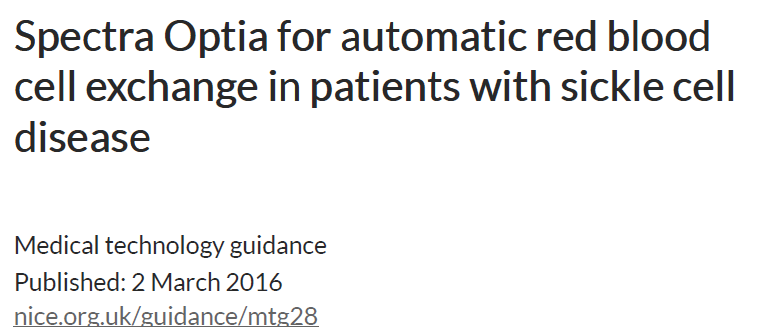 Spectra Optia for automatic red blood
cell exchange in patients with sickle cell
disease
Medical technology guidance
Published: 2 March 2016
nice.org.uk/guidance/mtg28